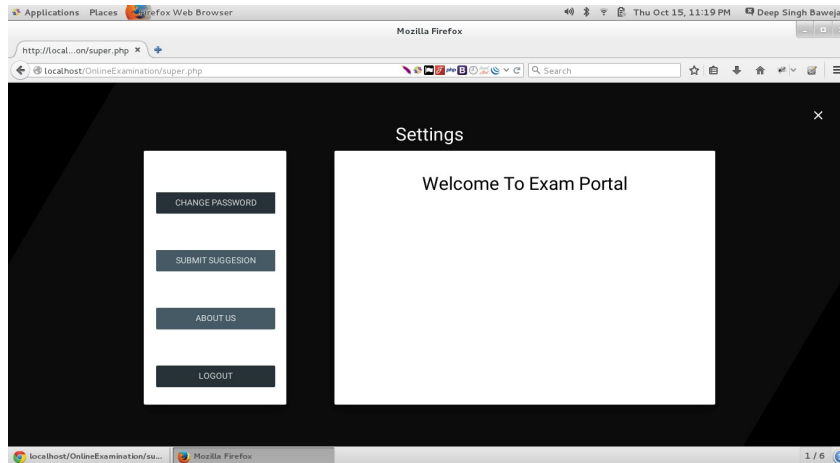 Applications Places Firefox Web Browser Thu Oct 15, 11:19 PM Deep Singh Baweja
Mozilla Firefox
http://local...on/super.php
localhost/OnlineExamination/super.php php B Search
Settings
Welcome To Exam Portal
CHANGE PASSWORD
SUBMIT SUGGESION
ABOUT US
LOGOUT
localhost/OnlineExamination/su... Mozilla Firefox 1 / 6